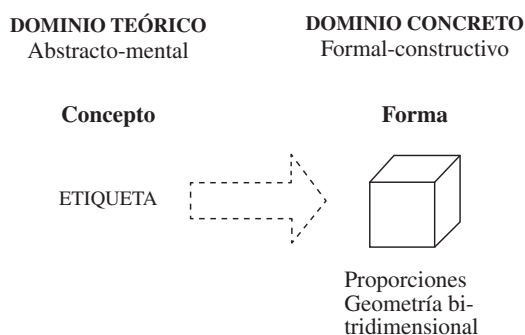 DOMINIO TEÓRICO
Abstracto-mental
DOMINIO CONCRETO
Formal-constructivo
Concepto
Forma
ETIQUETA
Proporciones
Geometría bi-
tridimensional